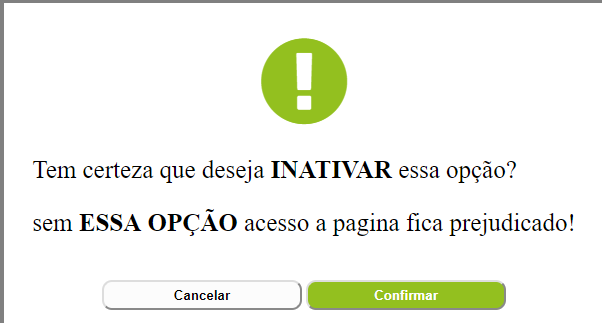 Tem certeza que deseja INATIVAR essa opção?
sem ESSA OPÇÃO acesso a pagina fica prejudicado!
Cancelar Confirmar